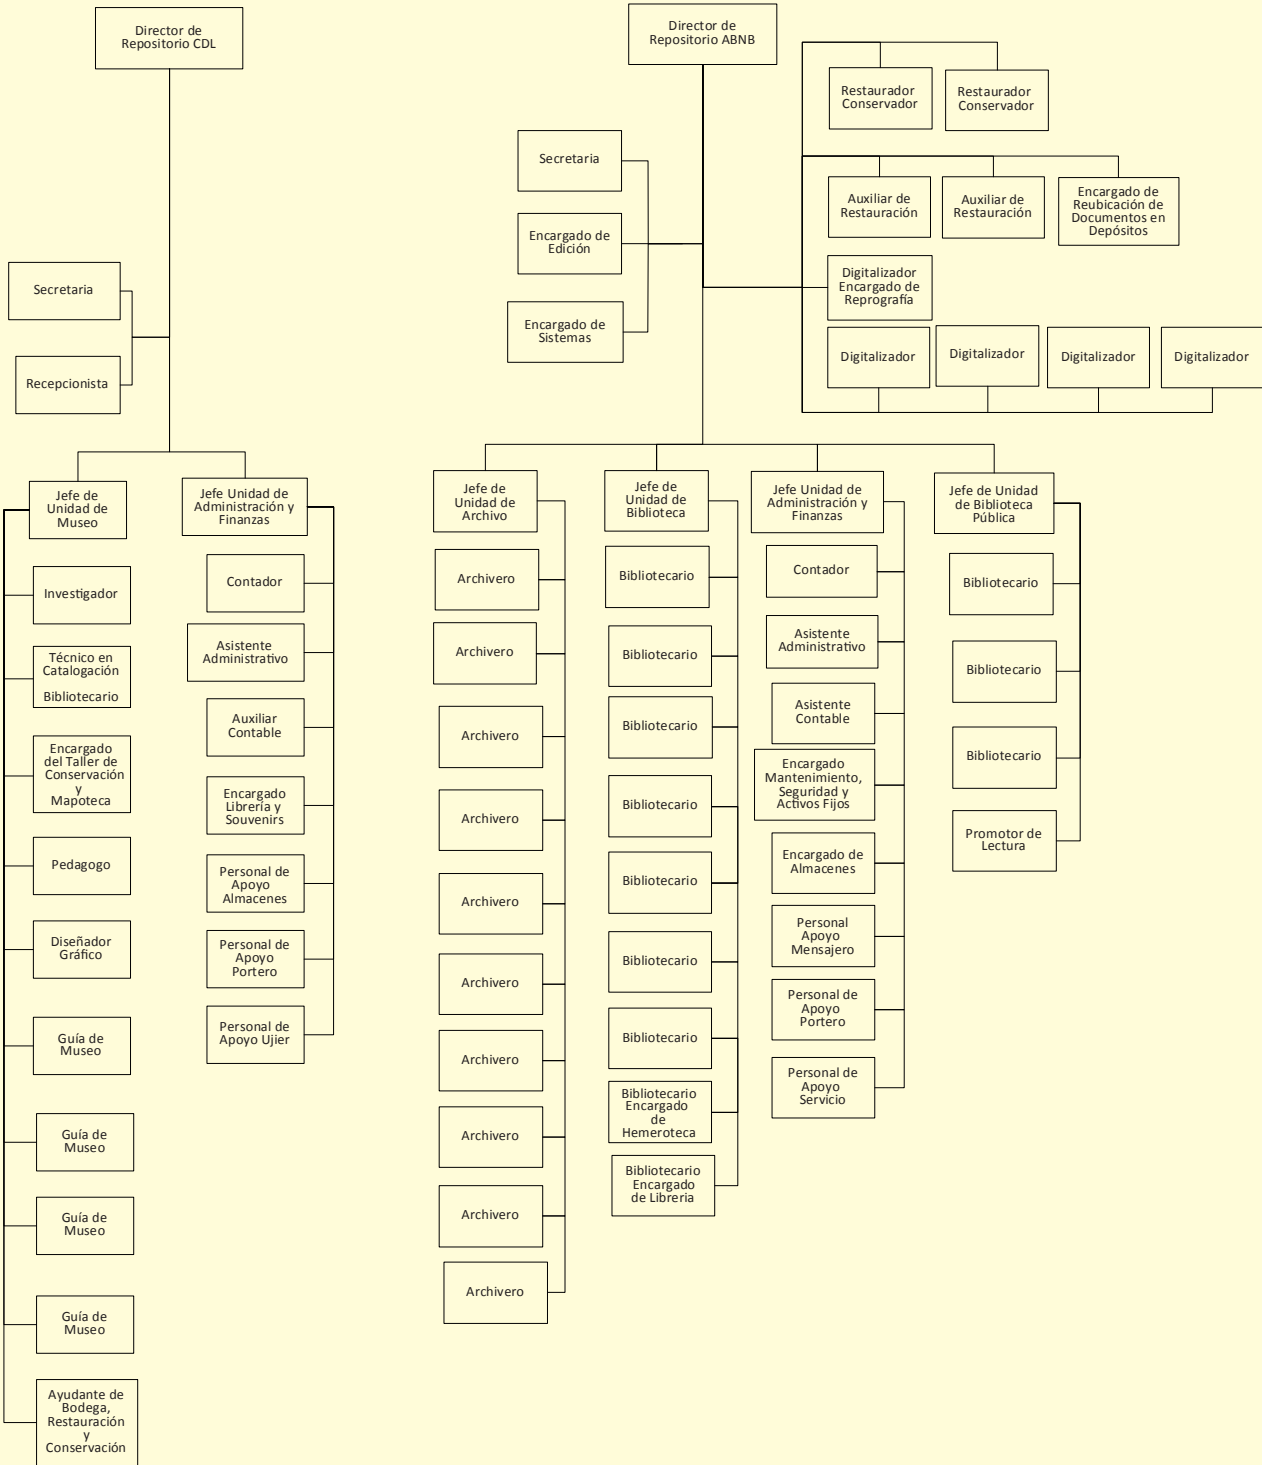 Director de
Repositorio CDL
Secretaria
Recepcionista
Jefe de
Unidad de
Museo
Investigador
Técnico en
Catalogación
Bibliotecario
Encargado
del Taller de
Conservación
y
Mapoteca
Pedagogo
Diseñador
Gráfico
Guía de
Museo
Guía de
Museo
Guía de
Museo
Guía de
Museo
Ayudante de
Bodega,
Restauración
y
Conservación
Jefe Unidad de
Administración y
Finanzas
Contador
Asistente
Administrativo
Auxiliar
Contable
Encargado
Librería y
Souvenirs
Personal de
Apoyo
Almacenes
Personal de
Apoyo
Portero
Personal de
Apoyo Ujier
Director de
Repositorio ABNB
Secretaria
Encargado de
Edición
Encargado de
Sistemas
Restaurador
Conservador
Restaurador
Conservador
Auxiliar de
Restauración
Auxiliar de
Restauración
Encargado de
Reubicación de
Documentos en
Depósitos
Digitalizador
Encargado de
Reprografía
Digitalizador
Digitalizador
Digitalizador
Digitalizador
Jefe de
Unidad de
Archivo
Archivero
Archivero
Archivero
Archivero
Archivero
Archivero
Archivero
Archivero
Archivero
Archivero
Jefe de
Unidad de
Biblioteca
Bibliotecario
Bibliotecario
Bibliotecario
Bibliotecario
Bibliotecario
Bibliotecario
Bibliotecario
Bibliotecario
Encargado
de
Hemeroteca
Bibliotecario
Encargado
de Libreria
Jefe Unidad de
Administración y
Finanzas
Contador
Asistente
Administrativo
Asistente
Contable
Encargado
Mantenimiento,
Seguridad y
Activos Fijos
Encargado de
Almacenes
Personal
Apoyo
Mensajero
Personal de
Apoyo
Portero
Personal de
Apoyo
Servicio
Jefe de Unidad
de Biblioteca
Pública
Bibliotecario
Bibliotecario
Bibliotecario
Promotor de
Lectura